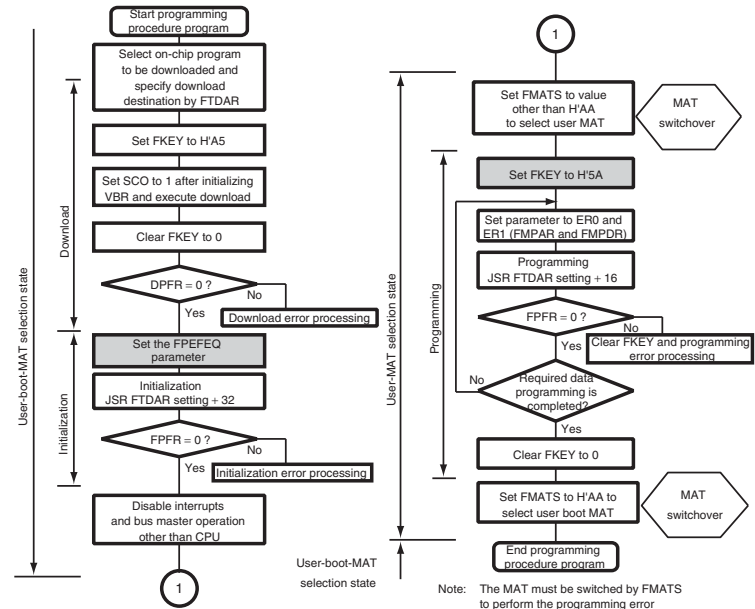 Start programming
procedure program
Select on-chip program
to be downloaded and
specify download
destination by FTDAR
Set FKEY to H'A5
Set SCO to 1 after initializing
VBR and execute download
Clear FKEY to 0
DPFR = 0 ?
No
Yes
Download error processing
Set the FPEFEQ
parameter
Initialization
JSR FTDAR setting + 32
FPFR = 0 ?
No
Yes
Initialization error processing
Disable interrupts
and bus master operation
other than CPU
1
User-boot-MAT selection state
Download
Initialization
1
Set FMATS to value
other than H'AA
to select user MAT
MAT
switchover
Set FKEY to H'5A
Set parameter to ER0 and
ER1 (FMPAR and FMPDR)
Programming
JSR FTDAR setting + 16
FPFR = 0 ?
No
Yes
Clear FKEY and programming
error processing
Required data
programming is
completed?
No
Yes
Clear FKEY to 0
Set FMATS to H'AA to
select user boot MAT
MAT
switchover
End programming
procedure program
User-MAT selection state
Programming
User-boot-MAT
selection state
Note: The MAT must be switched by FMATS
to perform the programming error